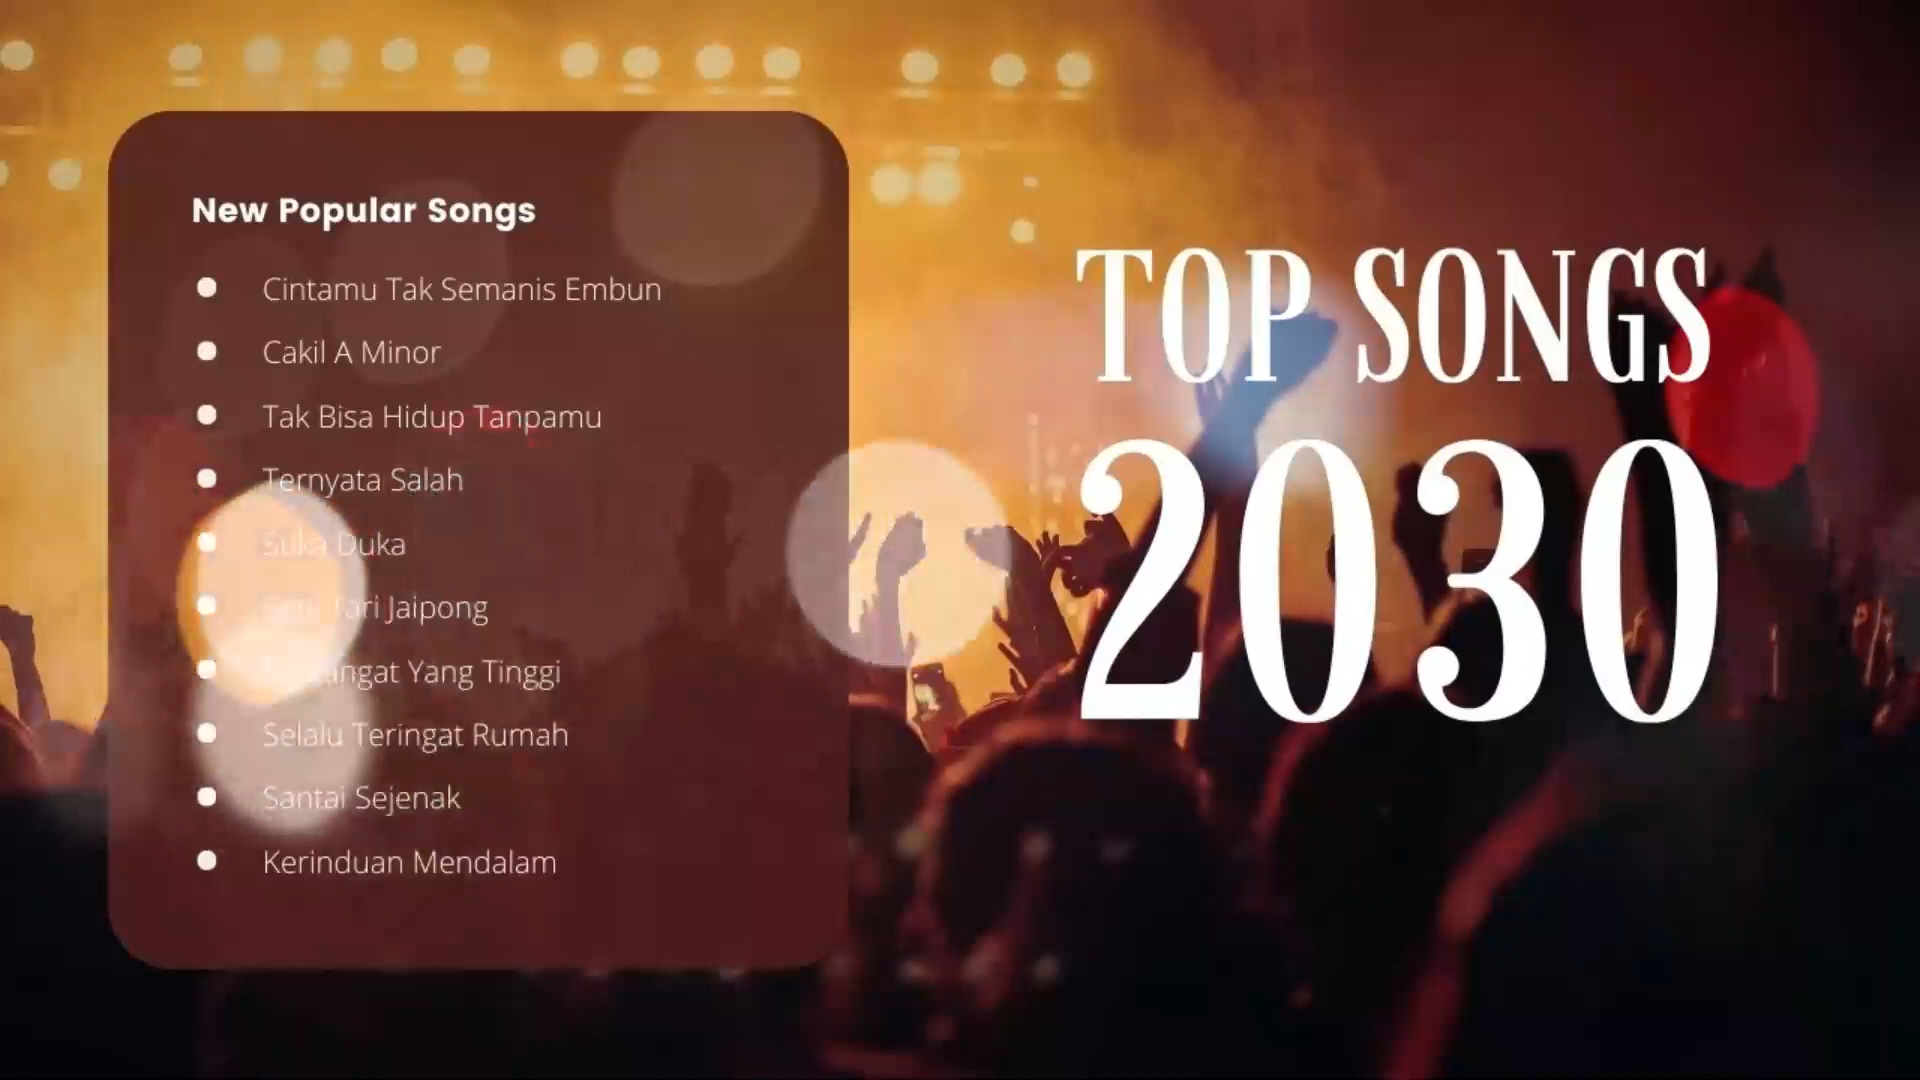 New Popular Songs
Cintamu Tak Semanis Embun
Cakil A Minor
Tak Bisa Hidup Tanpamu
Ternyata Salah
Suka Duka
Jaipong
Yang Tinggi
Selalu Teringat Rumah
Santai Sejenak
Kerinduan Mendalam
TOP SONGS
2030